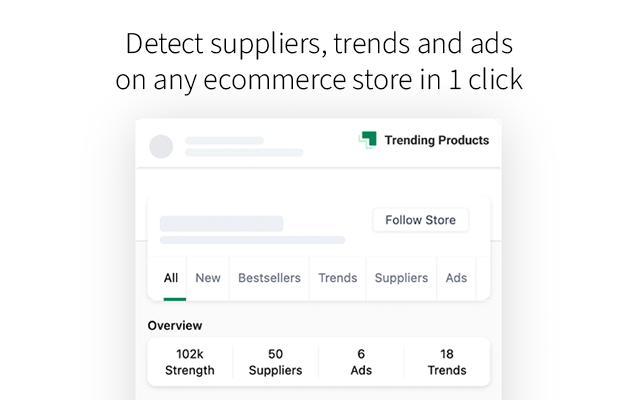 Detect suppliers, trends and ads
on any ecommerce store in 1 click
Trending Products
Follow Store
All New Bestsellers Trends Suppliers Ads
Overview
102k 50 6 18
Strength Suppliers Ads Trends